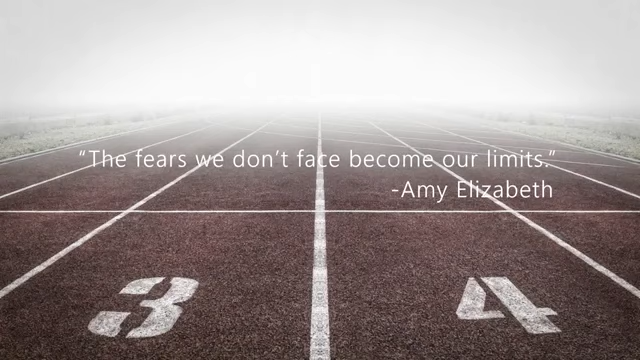 “The fears we don’t face become our limits.”
-Amy Elizabeth
3 4